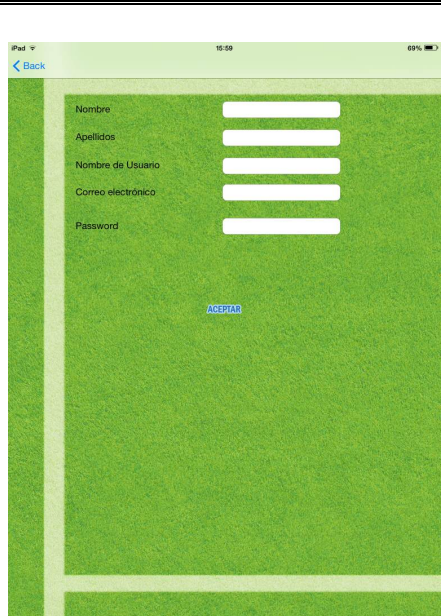 iPad 15:59 69%
Back
Nombre
Apellidos
Nombre de Usuario
Correo electrónico
Password
ACEPTAR